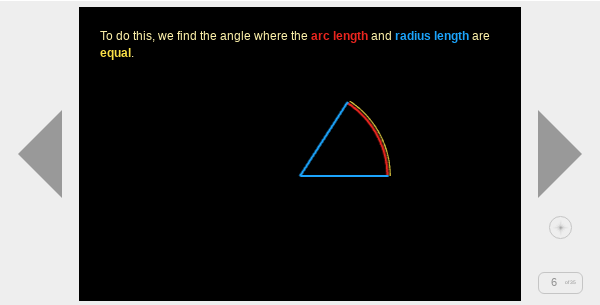 To do this, we find the angle where the arc length and radius length are
equal.
6 of 36